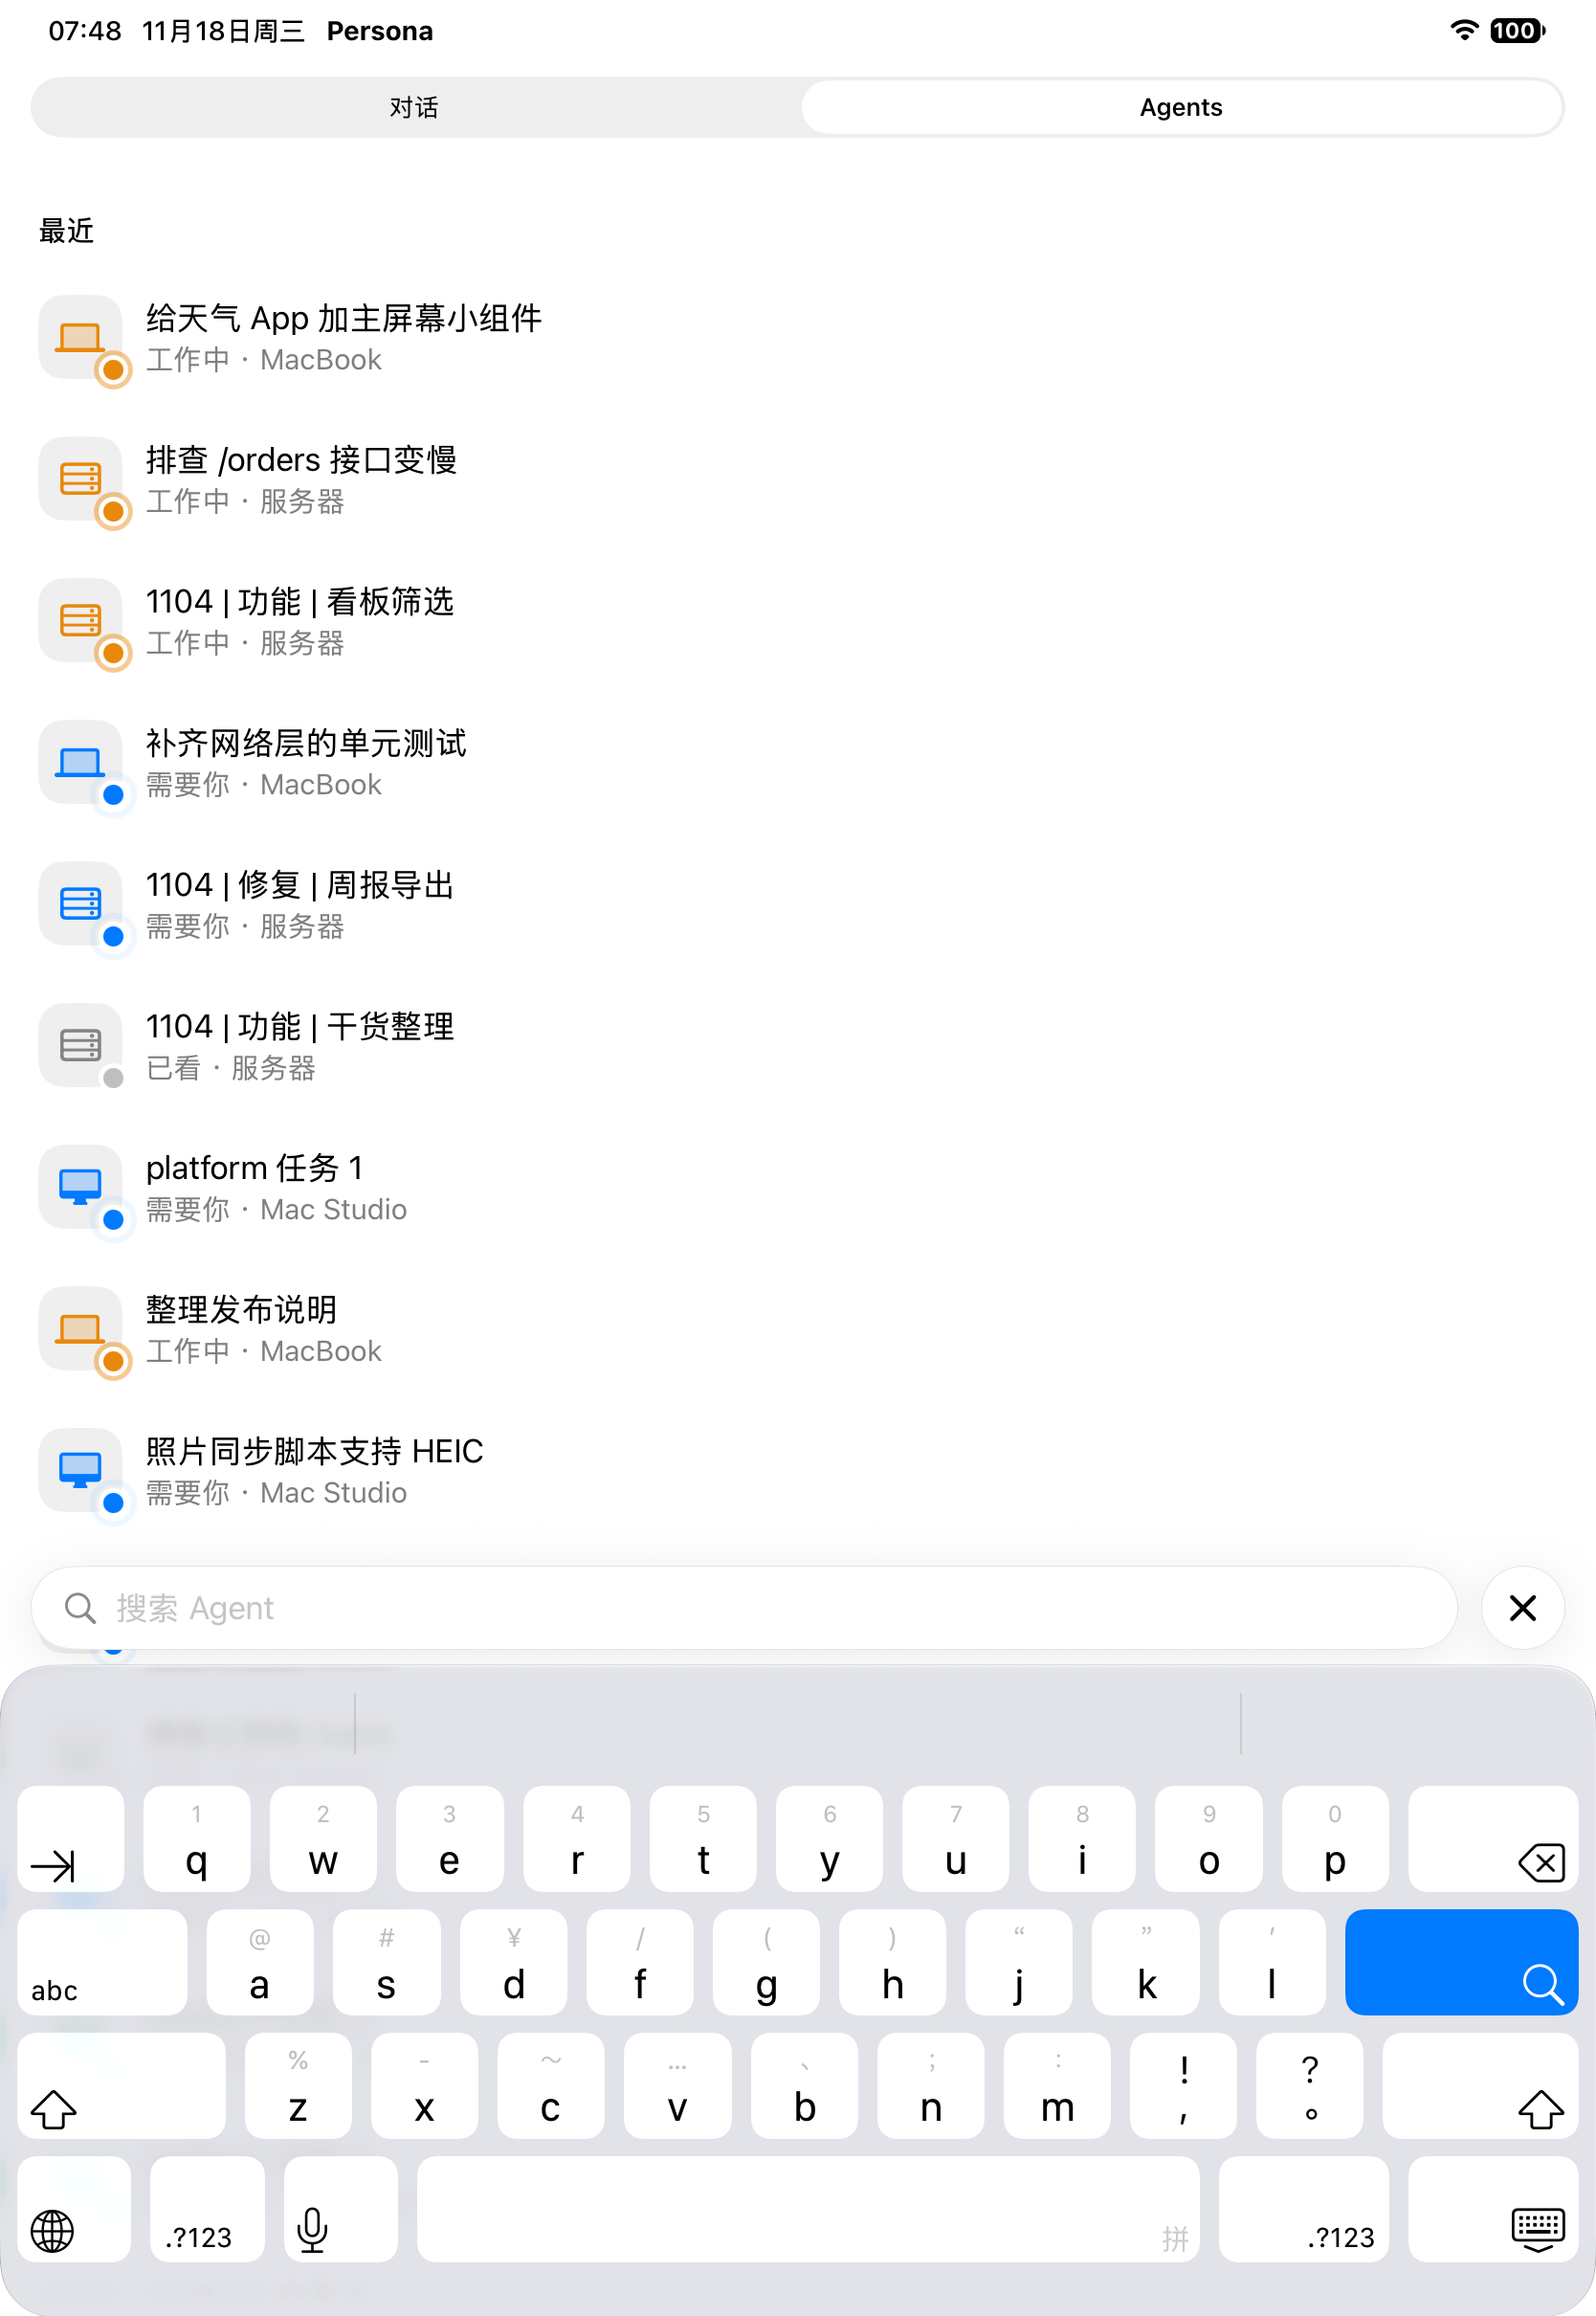 07:48 11月18日周三 Persona 100
对话 Agents
最近
给天气 App 加主屏幕小组件
工作中 · MacBook
排查 /orders 接口变慢
工作中 · 服务器
1104 | 功能 | 看板筛选
工作中 · 服务器
补齐网络层的单元测试
需要你 · MacBook
1104 | 修复 | 周报导出
需要你 · 服务器
1104 | 功能 | 干货整理
已看 · 服务器
platform 任务 1
需要你 · Mac Studio
整理发布说明
工作中 · MacBook
照片同步脚本支持 HEIC
需要你 · Mac Studio
搜索 Agent
1 2 3 4 5 6 7 8 9 0
q w e r t y u i o p
@ # ¥ / ( ) “ ” ‘
abc a s d f g h j k l
% - ～ … 、 ; : ! ?
z x c v b n m , 。
.?123 拼 .?123